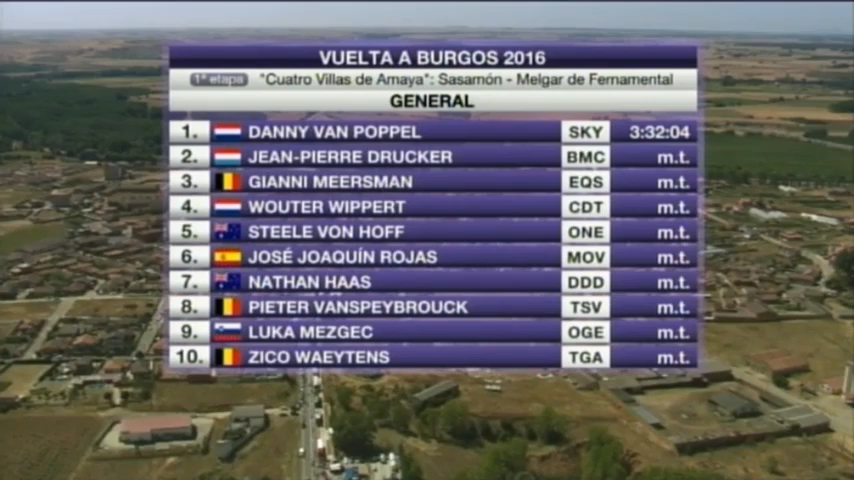 VUELTA A BURGOS 2016
1ª etapa "Cuatro Villas de Amaya": Sasamón - Melgar de Fernamental
GENERAL
1. DANNY VAN POPPEL SKY 3:32:04
2. JEAN-PIERRE DRUCKER BMC m.t.
3. GIANNI MEERSMAN EQS m.t.
4. WOUTER WIPPERT CDT m.t.
5. STEELE VON HOFF ONE m.t.
6. JOSÉ JOAQUÍN ROJAS MOV m.t.
7. NATHAN HAAS DDD m.t.
8. PIETER VANSPEYBROUCK TSV m.t.
9. LUKA MEZGEC OGE m.t.
10. ZICO WAEYTENS TGA m.t.